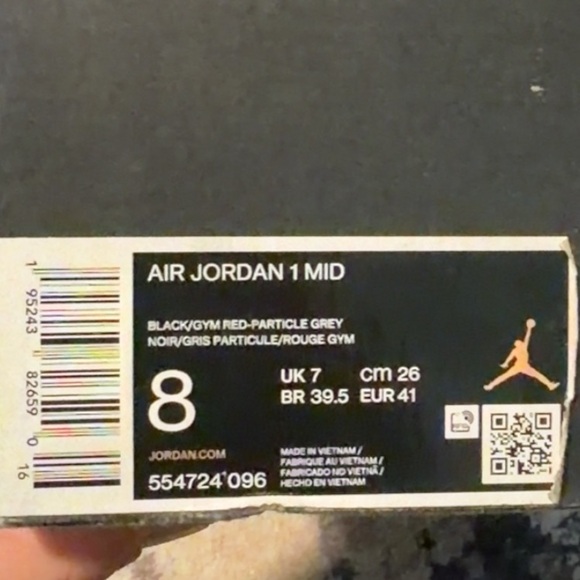 AIR JORDAN 1 MID
BLACK/GYM RED-PARTICLE GREY
NOIR/GRIS PARTICULE/ROUGE GYM
8
UK 7 cm 26
BR 39.5 EUR 41
JORDAN.COM
554724*096
MADE IN VIETNAM /
FABRIQUE AU VIETNAM /
FABRICADO NO VIETNÃ /
HECHO EN VIETNAM
1 95243 82659 0 16